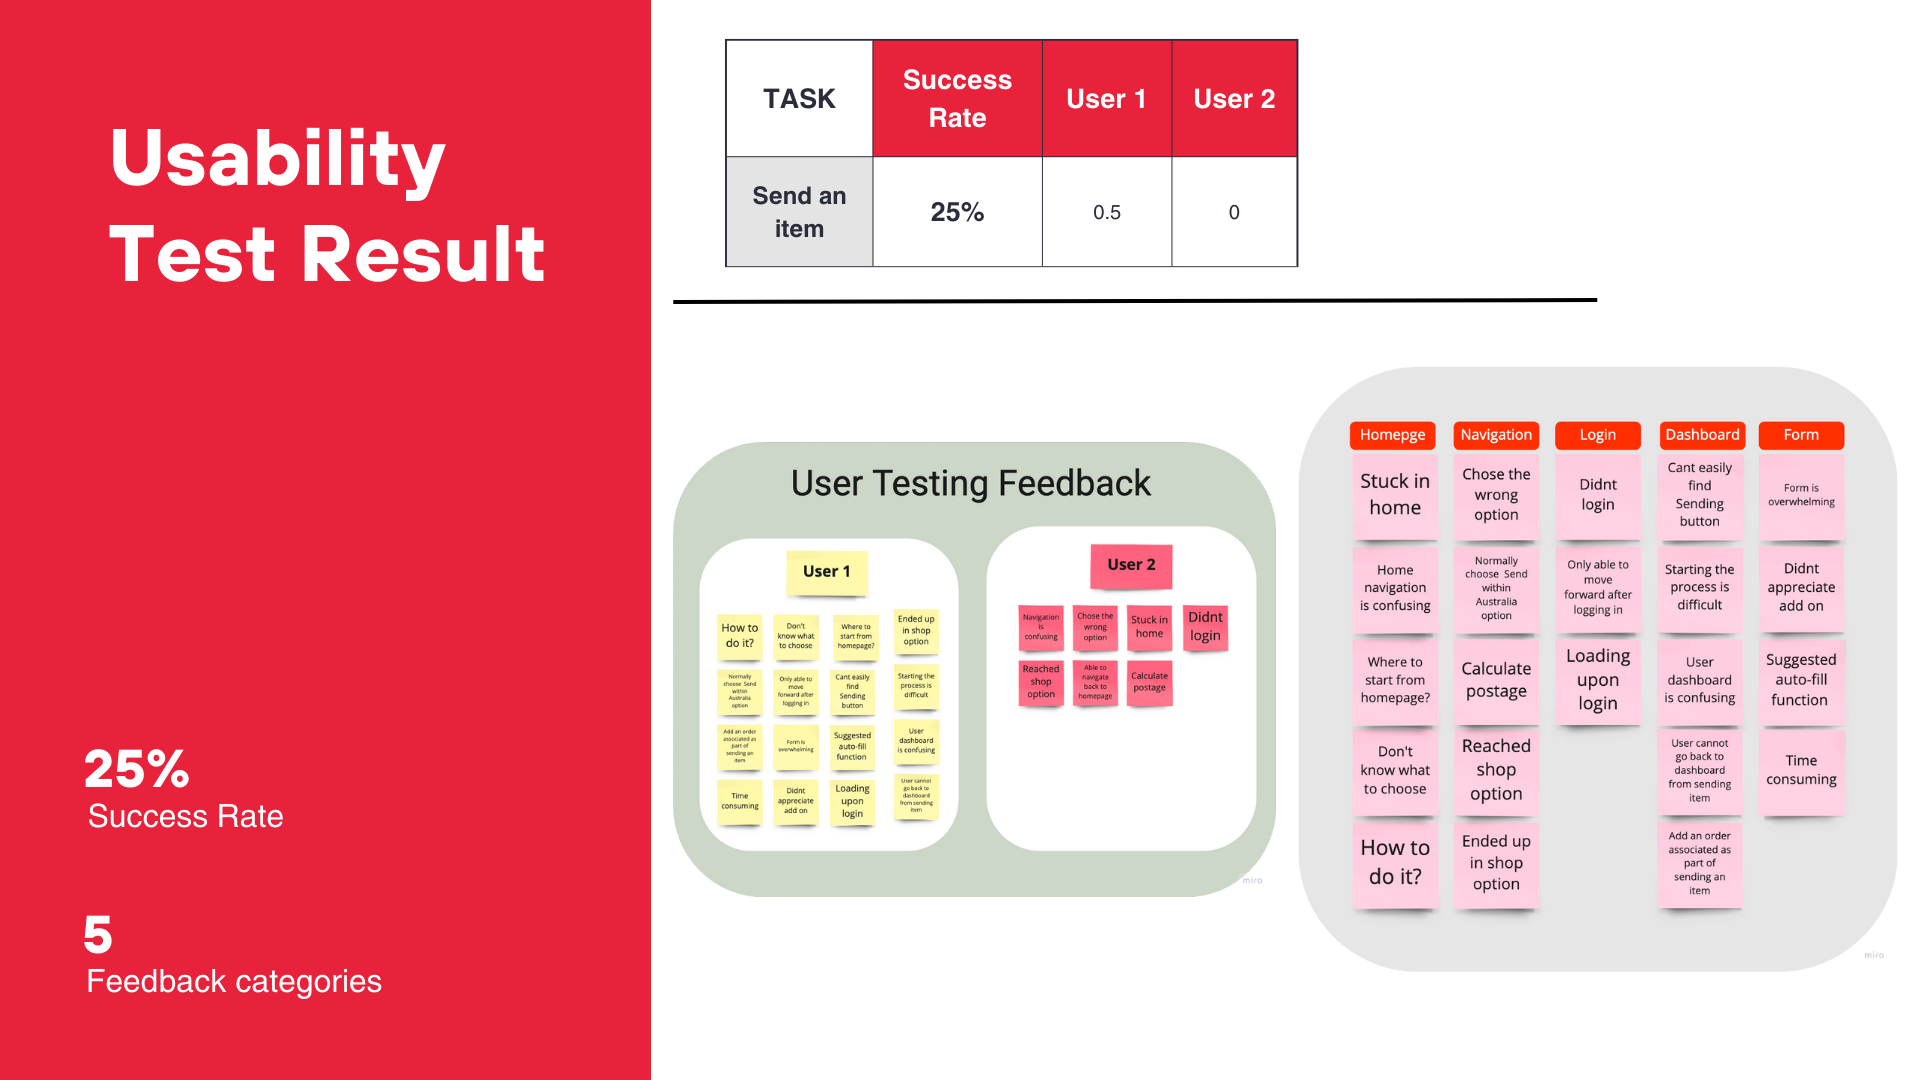 Usability
Test Result
25%
Success Rate
5
Feedback categories
TASK
Success
Rate
User 1
User 2
Send an
item
25%
0.5
0
User Testing Feedback
User 1
How to
do it?
Don't
know what
to choose
Where to
start from
homepage?
Ended up
in shop
option
Normally
choose Send
within
Australia
option
Only able to
move
forward after
logging in
Cant easily
find
Sending
button
Starting the
process is
difficult
Add an order
associated as
part of
sending an
item
Form is
overwhelming
Suggested
auto-fill
function
User
dashboard
is confusing
Time
consuming
Didnt
appreciate
add on
Loading
upon
login
User cannot
go back to
dashboard
from sending
item
User 2
Navigation
is
confusing
Chose the
wrong
option
Stuck in
home
Didnt
login
Reached
shop
option
Able to
navigate
back to
homepage
Calculate
postage
miro
Homepge
Navigation
Login
Dashboard
Form
Stuck in
home
Chose the
wrong
option
Didnt
login
Cant easily
find
Sending
button
Form is
overwhelming
Home
navigation
is confusing
Normally
choose Send
within
Australia
option
Only able to
move
forward after
logging in
Starting the
process is
difficult
Didnt
appreciate
add on
Where to
start from
homepage?
Calculate
postage
Loading
upon
login
User
dashboard
is confusing
Suggested
auto-fill
function
Don't
know what
to choose
Reached
shop
option
User cannot
go back to
dashboard
from sending
item
Time
consuming
How to
do it?
Ended up
in shop
option
Add an order
associated as
part of
sending an
item
miro